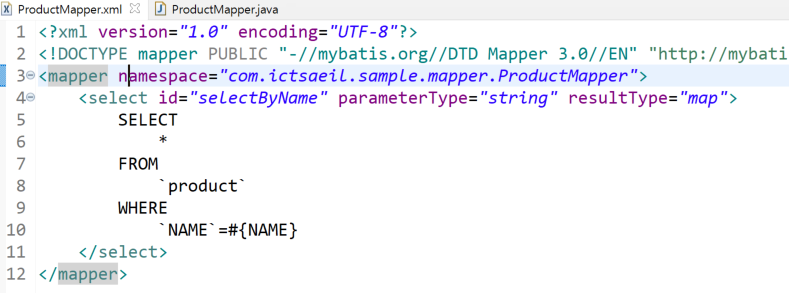 ProductMapper.xml ProductMapper.java
1 <?xml version="1.0" encoding="UTF-8"?>
2 <!DOCTYPE mapper PUBLIC "-//mybatis.org//DTD Mapper 3.0//EN" "http://mybati
3 <mapper namespace="com.ictsaeil.sample.mapper.ProductMapper">
4 <select id="selectByName" parameterType="string" resultType="map">
5 SELECT
6 *
7 FROM
8 `product`
9 WHERE
10 `NAME`=#{NAME}
11 </select>
12 </mapper>